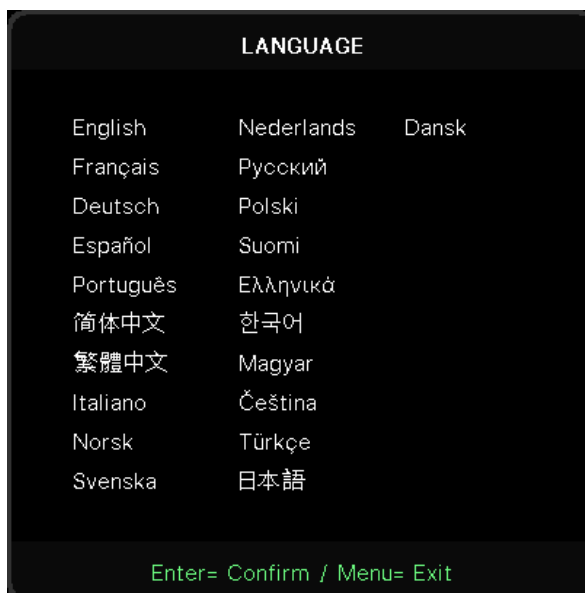 LANGUAGE
English Nederlands Dansk
Français Русский
Deutsch Polski
Español Suomi
Português Ελληνικά
简体中文 한국어
繁體中文 Magyar
Italiano Čeština
Norsk Türkçe
Svenska 日本語
Enter= Confirm / Menu= Exit